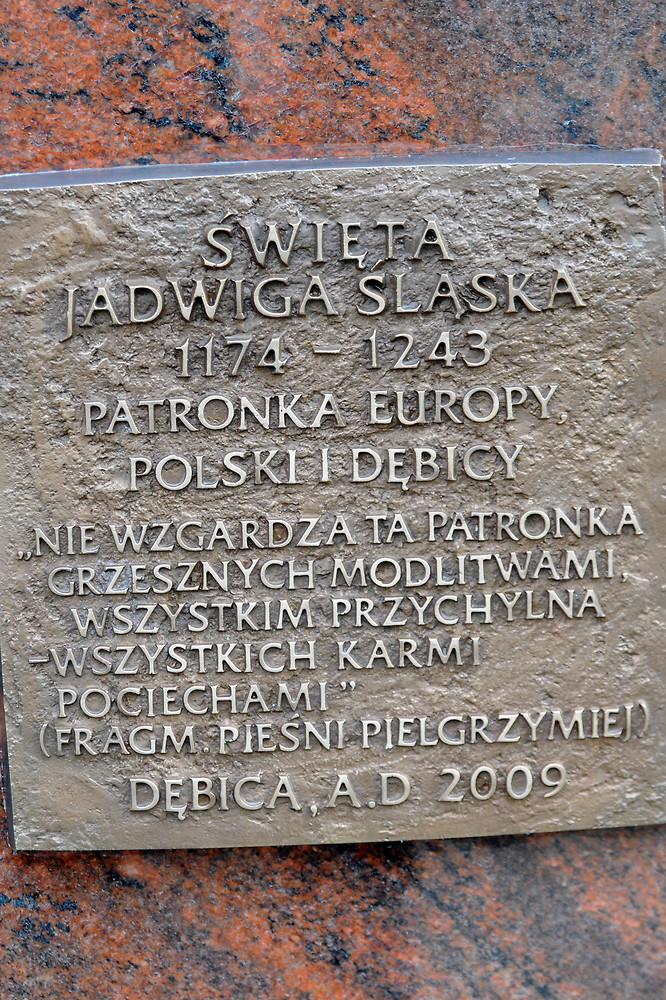 ŚWIĘTA
JADWIGA ŚLĄSKA
1174 – 1243
PATRONKA EUROPY,
POLSKI I DĘBICY
„NIE WZGARDZA TA PATRONKA
GRZESZNYCH MODLITWAMI,
WSZYSTKIM PRZYCHYLNA
–WSZYSTKICH KARMI
POCIECHAMI”
(FRAGM. PIEŚNI PIELGRZYMIEJ)
DĘBICA, A.D 2009